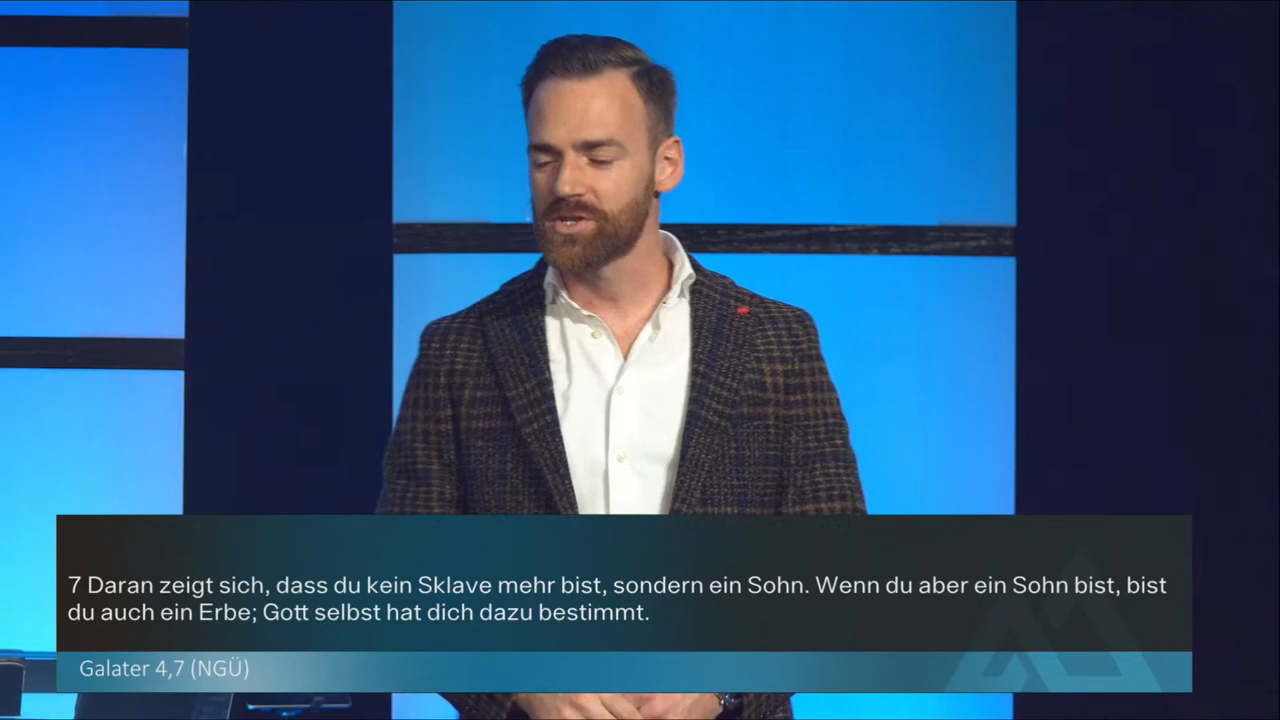 7 Daran zeigt sich, dass du kein Sklave mehr bist, sondern ein Sohn. Wenn du aber ein Sohn bist, bist
du auch ein Erbe; Gott selbst hat dich dazu bestimmt.
Galater 4,7 (NGÜ)